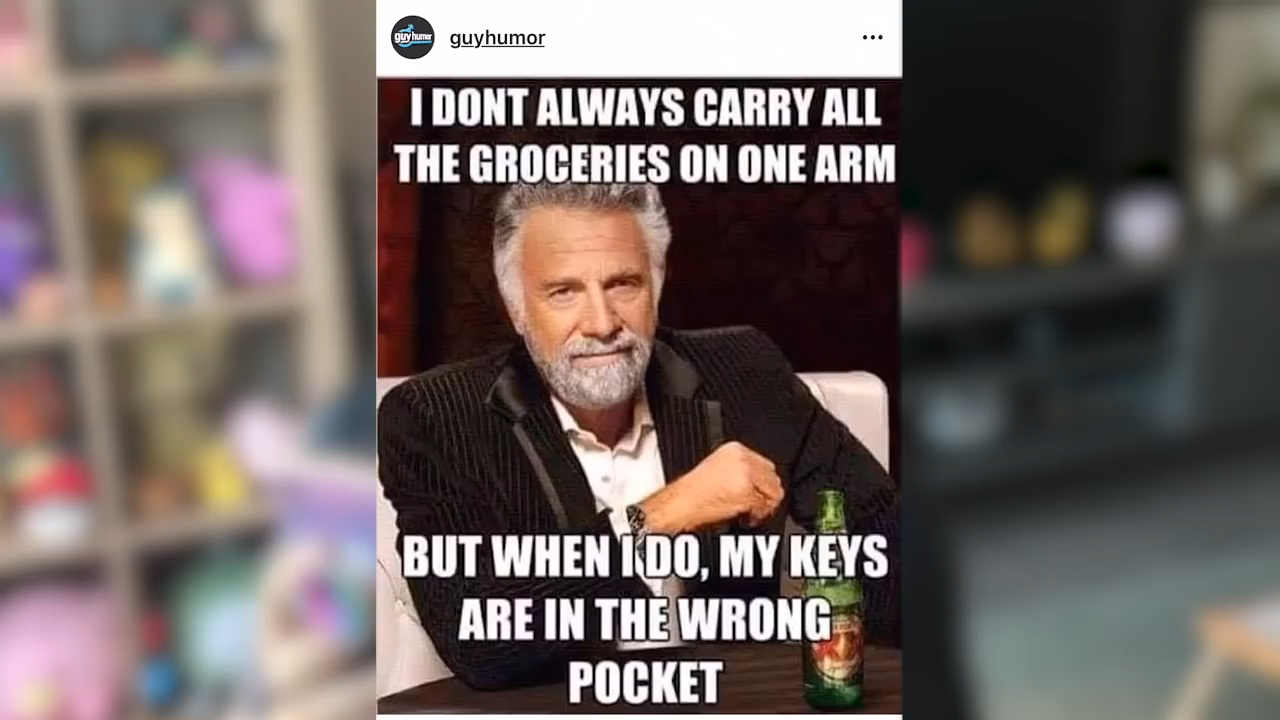 guyhumor
guyhumor
I DONT ALWAYS CARRY ALL
THE GROCERIES ON ONE ARM
BUT WHEN I DO, MY KEYS
ARE IN THE WRONG
POCKET